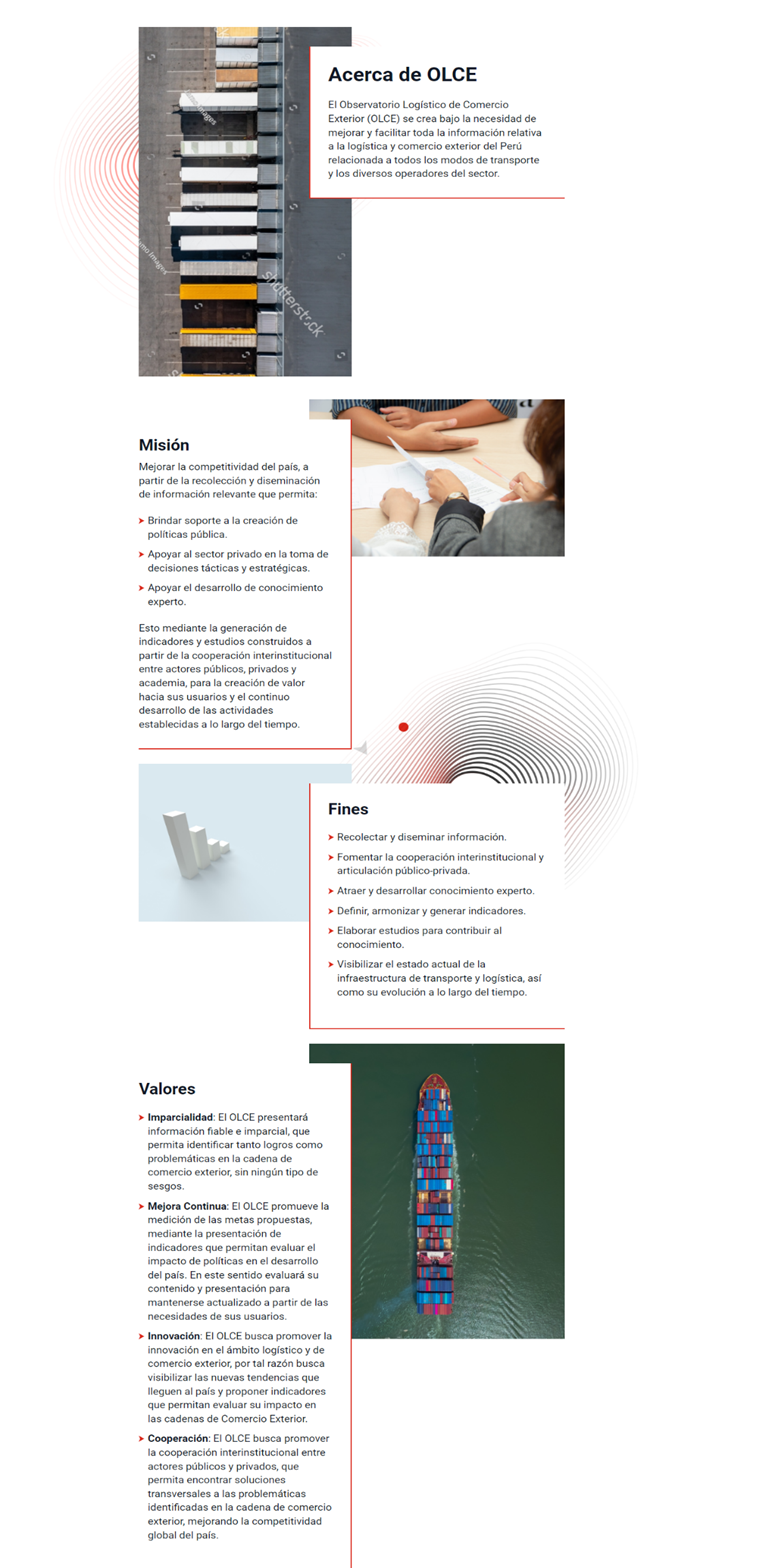 Acerca de OLCE
El Observatorio Logístico de Comercio
Exterior (OLCE) se crea bajo la necesidad de
mejorar y facilitar toda la información relativa
a la logística y comercio exterior del Perú
relacionada a todos los modos de transporte
y los diversos operadores del sector.
shutterstock
Misión
Mejorar la competitividad del país, a
partir de la recolección y diseminación
de información relevante que permita:
Brindar soporte a la creación de
políticas pública.
Apoyar al sector privado en la toma de
decisiones tácticas y estratégicas.
Apoyar el desarrollo de conocimiento
experto.
Esto mediante la generación de
indicadores y estudios construidos a
partir de la cooperación interinstitucional
entre actores públicos, privados y
academia, para la creación de valor
hacia sus usuarios y el continuo
desarrollo de las actividades
establecidas a lo largo del tiempo.
Fines
Recolectar y diseminar información.
Fomentar la cooperación interinstitucional y
articulación público-privada.
Atraer y desarrollar conocimiento experto.
Definir, armonizar y generar indicadores.
Elaborar estudios para contribuir al
conocimiento.
Visibilizar el estado actual de la
infraestructura de transporte y logística, así
como su evolución a lo largo del tiempo.
Valores
Imparcialidad: El OLCE presentará
información fiable e imparcial, que
permita identificar tanto logros como
problemáticas en la cadena de
comercio exterior, sin ningún tipo de
sesgos.
Mejora Continua: El OLCE promueve la
medición de las metas propuestas,
mediante la presentación de
indicadores que permitan evaluar el
impacto de políticas en el desarrollo
del país. En este sentido evaluará su
contenido y presentación para
mantenerse actualizado a partir de las
necesidades de sus usuarios.
Innovación: El OLCE busca promover la
innovación en el ámbito logístico y de
comercio exterior, por tal razón busca
visibilizar las nuevas tendencias que
lleguen al país y proponer indicadores
que permitan evaluar su impacto en
las cadenas de Comercio Exterior.
Cooperación: El OLCE busca promover
la cooperación interinstitucional entre
actores públicos y privados, que
permita encontrar soluciones
transversales a las problemáticas
identificadas en la cadena de comercio
exterior, mejorando la competitividad
global del país.